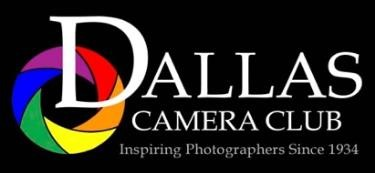 DALLAS
CAMERA CLUB
Inspiring Photographers Since 1934